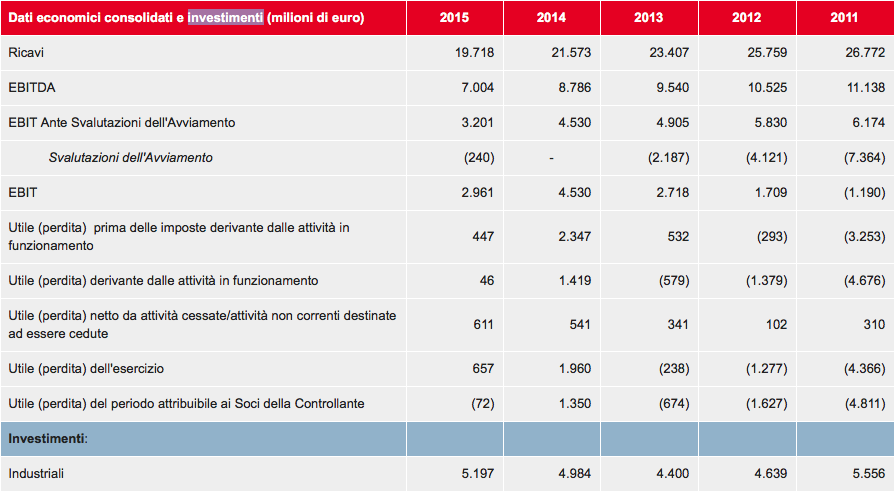 Dati economici consolidati e investimenti (milioni di euro) 2015 2014 2013 2012 2011
Ricavi 19.718 21.573 23.407 25.759 26.772
EBITDA 7.004 8.786 9.540 10.525 11.138
EBIT Ante Svalutazioni dell'Avviamento 3.201 4.530 4.905 5.830 6.174
Svalutazioni dell'Avviamento (240) - (2.187) (4.121) (7.364)
EBIT 2.961 4.530 2.718 1.709 (1.190)
Utile (perdita) prima delle imposte derivante dalle attività in
funzionamento 447 2.347 532 (293) (3.253)
Utile (perdita) derivante dalle attività in funzionamento 46 1.419 (579) (1.379) (4.676)
Utile (perdita) netto da attività cessate/attività non correnti destinate
ad essere cedute 611 541 341 102 310
Utile (perdita) dell'esercizio 657 1.960 (238) (1.277) (4.366)
Utile (perdita) del periodo attribuibile ai Soci della Controllante (72) 1.350 (674) (1.627) (4.811)
Investimenti:
Industriali 5.197 4.984 4.400 4.639 5.556